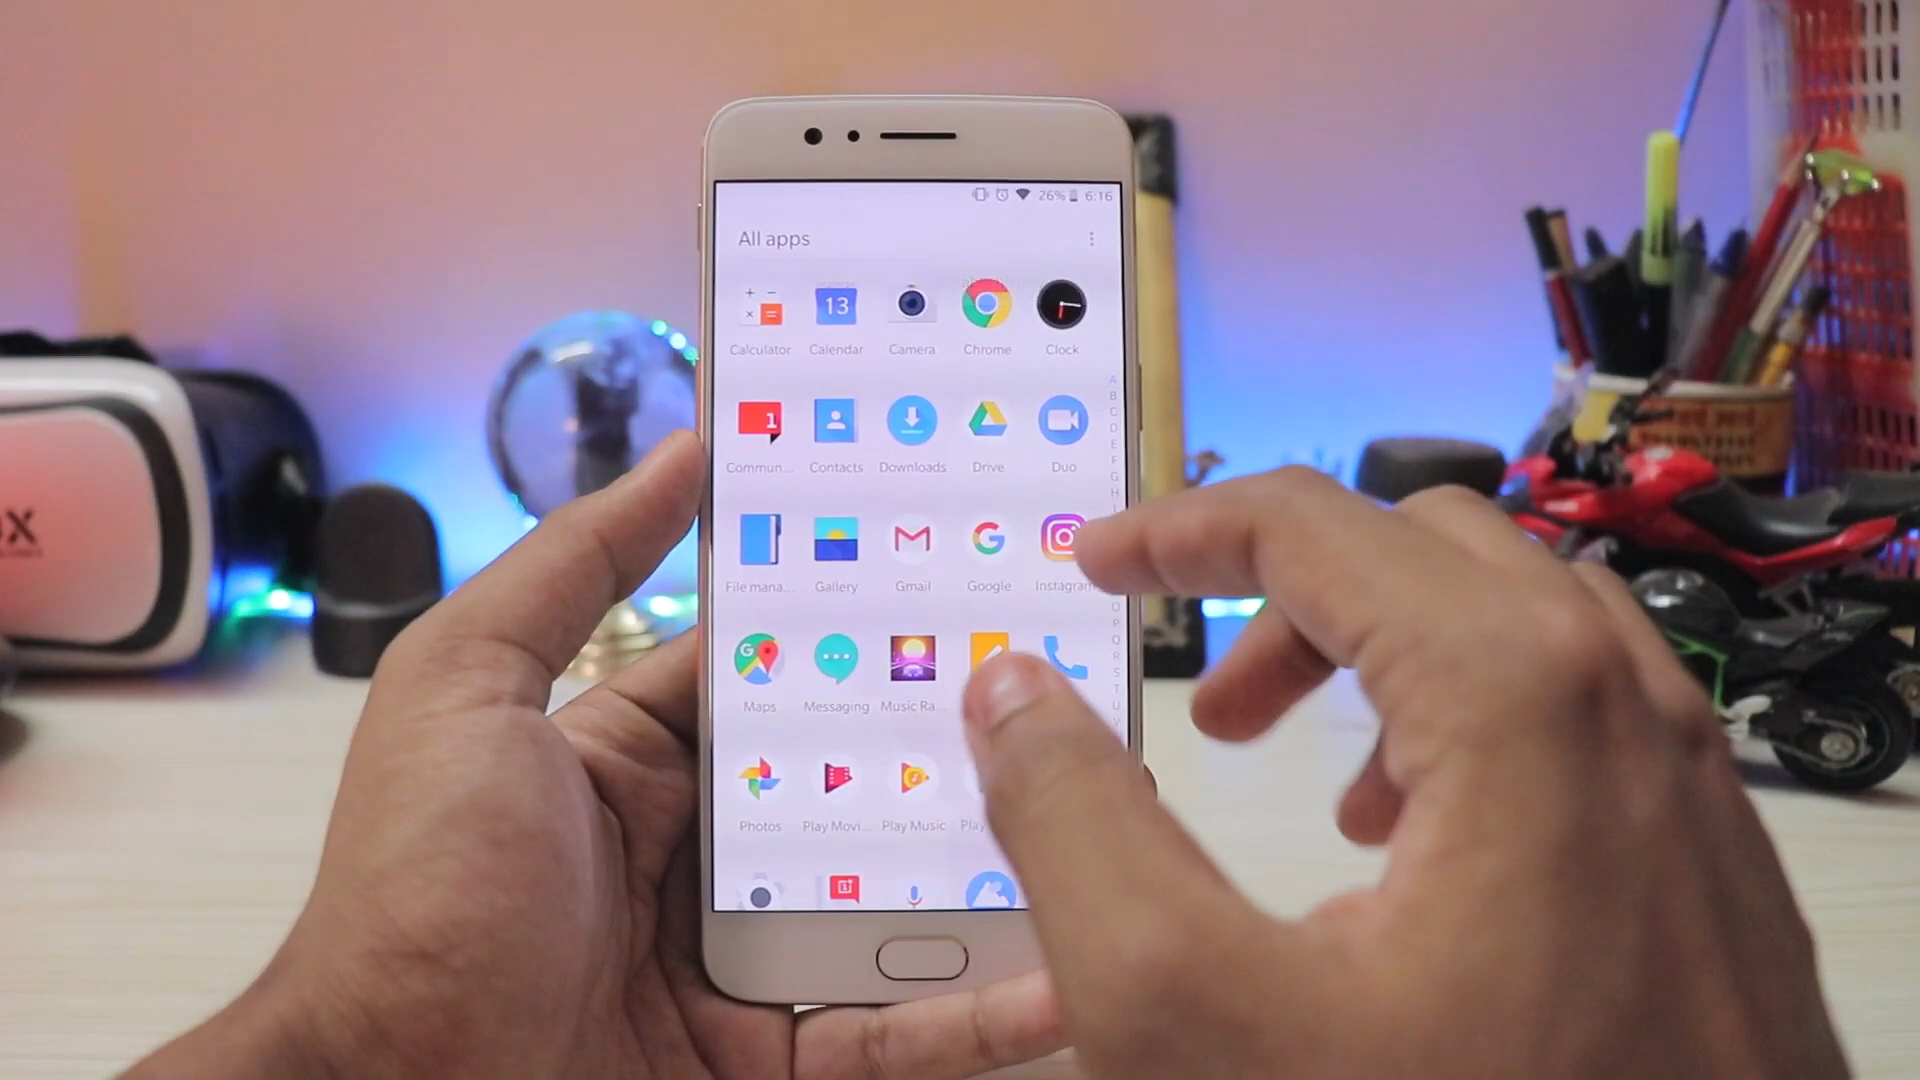 26% 6:16
All apps
13
Calculator Calendar Camera Chrome Clock
1
Commun... Contacts Downloads Drive Duo
File mana... Gallery Gmail Google Instagram
G
Maps Messaging Music Ra...
Photos Play Movi... Play Music Play
A
B
C
D
E
F
G
H
O
P
Q
R
S
T
U
V
OX